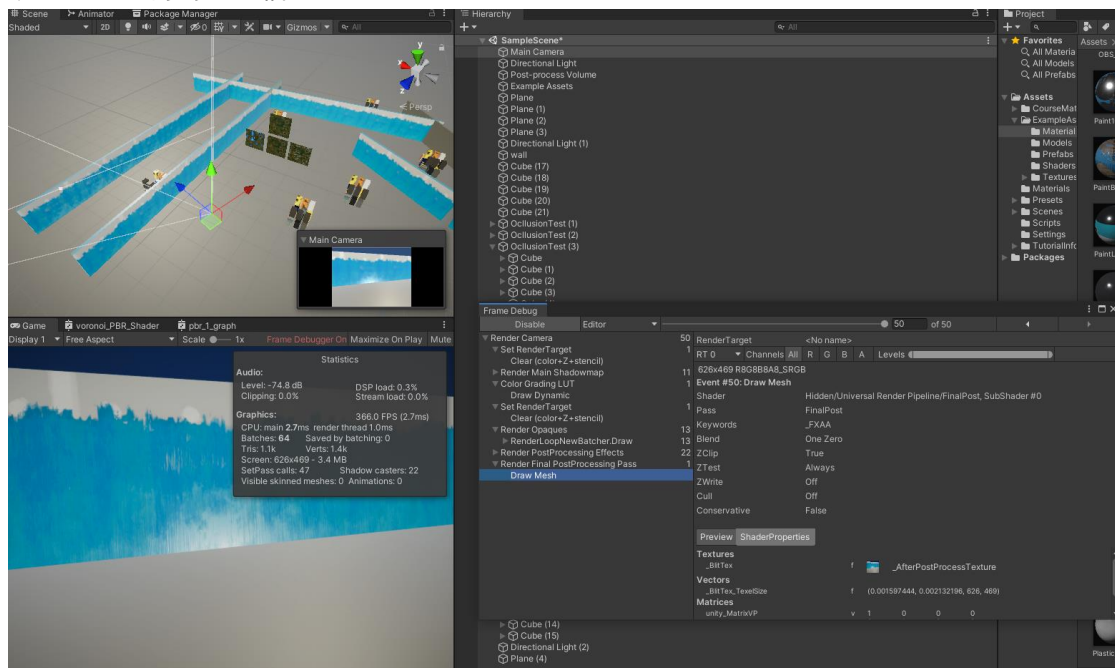 Scene Animator Package Manager
Shaded 2D 0 Gizmos All
y
x
z
Persp
Main Camera
Game voronoi_PBR_Shader pbr_1_graph
Display 1 Free Aspect Scale 1x Frame Debugger On Maximize On Play Mute
Statistics
Audio:
Level: -74.8 dB DSP load: 0.3%
Clipping: 0.0% Stream load: 0.0%
Graphics: 366.0 FPS (2.7ms)
CPU: main 2.7ms render thread 1.0ms
Batches: 64 Saved by batching: 0
Tris: 1.1k Verts: 1.4k
Screen: 626x469 - 3.4 MB
SetPass calls: 47 Shadow casters: 22
Visible skinned meshes: 0 Animations: 0
Hierarchy
All
SampleScene*
Main Camera
Directional Light
Post-process Volume
Example Assets
Plane
Plane (1)
Plane (2)
Plane (3)
Directional Light (1)
wall
Cube (17)
Cube (18)
Cube (19)
Cube (20)
Cube (21)
OcllusionTest (1)
OcllusionTest (2)
OcllusionTest (3)
Cube
Cube (1)
Cube (2)
Cube (3)
Frame Debug
Disable Editor 50 of 50
Render Camera 50
Set RenderTarget 1
Clear (color+Z+stencil)
Render Main Shadowmap 11
Color Grading LUT 1
Draw Dynamic
Set RenderTarget 1
Clear (color+Z+stencil)
Render Opaques 13
RenderLoopNewBatcher.Draw 13
Render PostProcessing Effects 22
Render Final PostProcessing Pass 1
Draw Mesh
RenderTarget <No name>
RT 0 Channels All R G B A Levels
626x469 R8G8B8A8_SRGB
Event #50: Draw Mesh
Shader Hidden/Universal Render Pipeline/FinalPost, SubShader #0
Pass FinalPost
Keywords _FXAA
Blend One Zero
ZClip True
ZTest Always
ZWrite Off
Cull Off
Conservative False
Preview ShaderProperties
Textures
_BlitTex f _AfterPostProcessTexture
Vectors
_BlitTex_TexelSize f (0.001597444, 0.002132196, 626, 469)
Matrices
unity_MatrixVP v 1 0 0 0
Cube (14)
Cube (15)
Directional Light (2)
Plane (4)
Project
Favorites
All Materia
All Models
All Prefabs
Assets
CourseMat
ExampleAs
Material
Models
Prefabs
Shaders
Textures
Materials
Presets
Scenes
Scripts
Settings
TutorialInfo
Packages
Assets >
OBS_
Paint1
PaintB
PaintL
Plastic